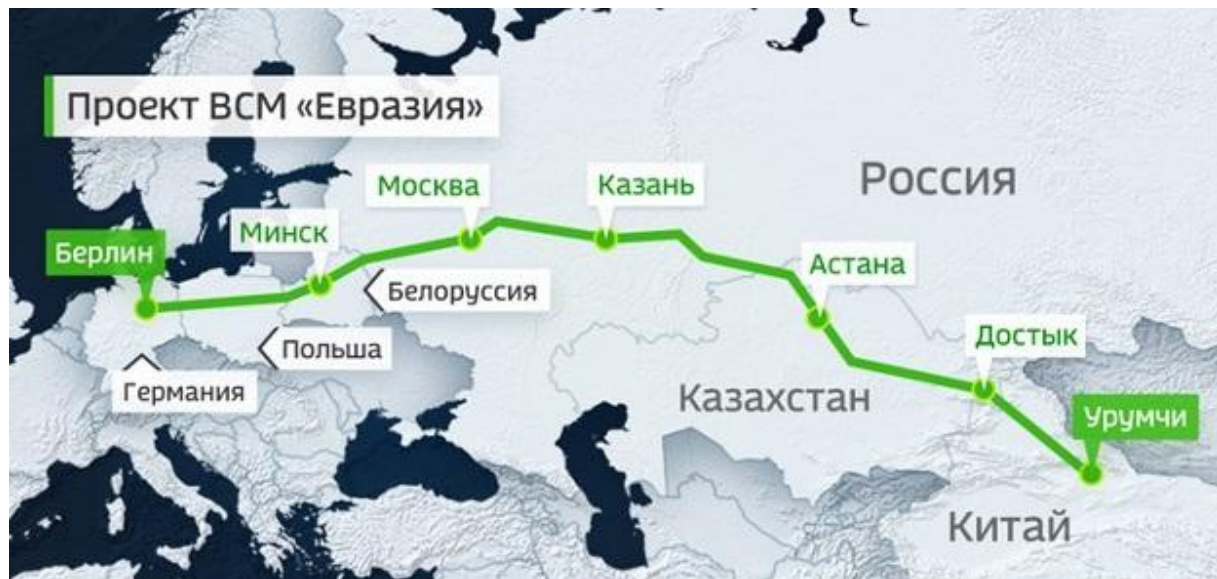 Проект ВСМ «Евразия»
Россия
Москва
Казань
Минск
Берлин
Астана
Белоруссия
Достык
Польша
Германия
Казахстан
Урумчи
Китай